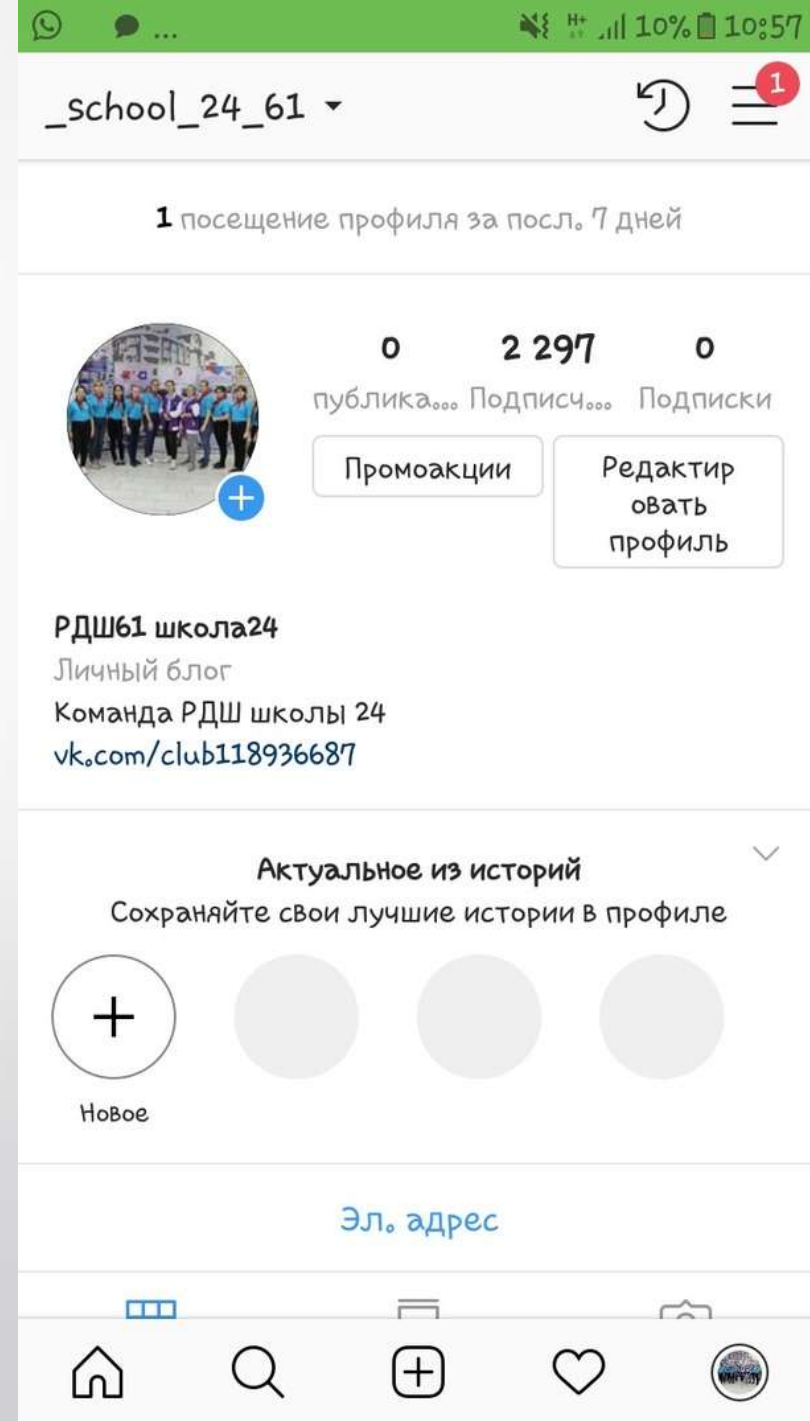 ... H+ 10% 10:57
_school_24_61 1
1 посещение профиля за посл. 7 дней
0 2 297 0
публика... Подписч... Подписки
Промоакции Редактир
овать
профиль
РДШ61 школа24
Личный блог
Команда РДШ школы 24
vk.com/club118936687
Актуальное из историй
Сохраняйте свои лучшие истории в профиле
Новое
Эл. адрес